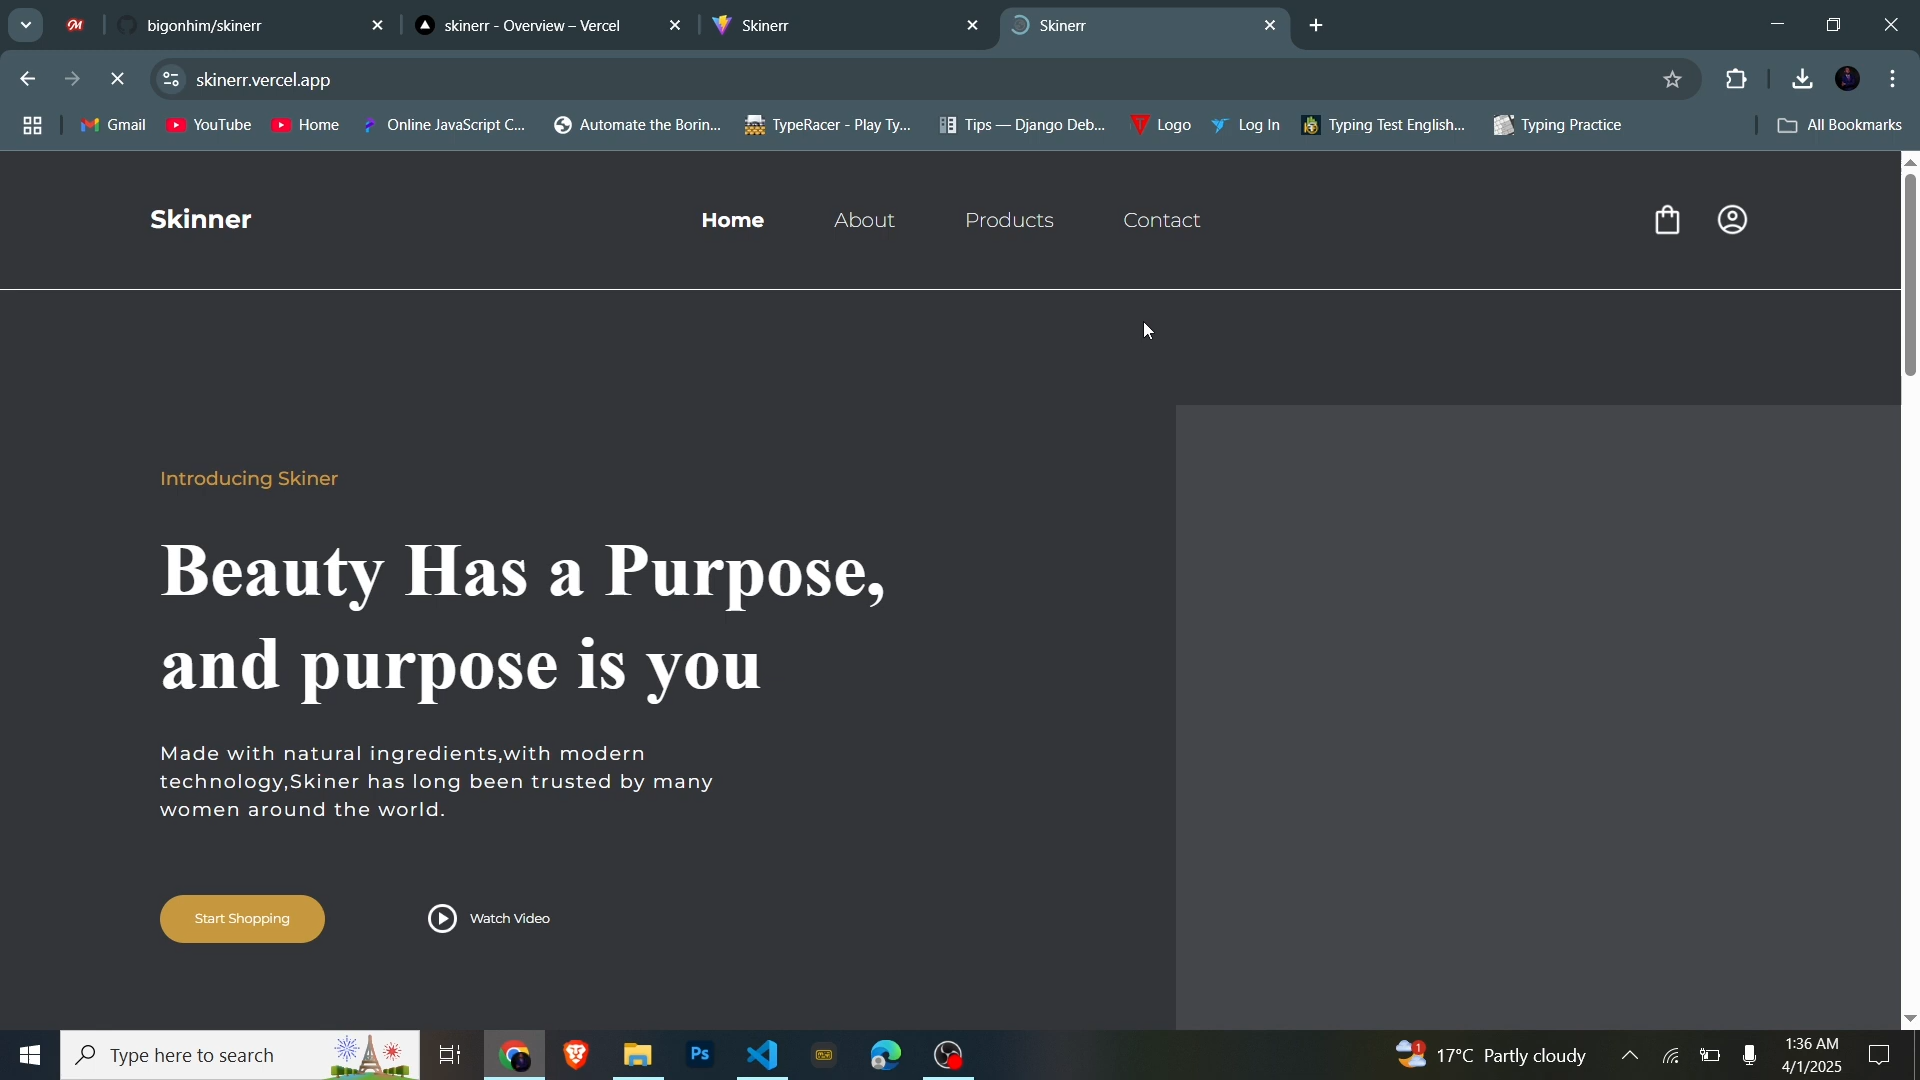 bigonhim/skinerr
skinerr - Overview – Vercel
Skinerr
Skinerr
skinerr.vercel.app
Gmail
YouTube
Home
Online JavaScript C...
Automate the Borin...
TypeRacer - Play Ty...
Tips — Django Deb...
Logo
Log In
Typing Test English...
Typing Practice
All Bookmarks
Skinner
Home
About
Products
Contact
Introducing Skiner
Beauty Has a Purpose,
and purpose is you
Made with natural ingredients,with modern
technology,Skiner has long been trusted by many
women around the world.
Start Shopping
Watch Video
Type here to search
Ps
1
17°C Partly cloudy
1:36 AM
4/1/2025